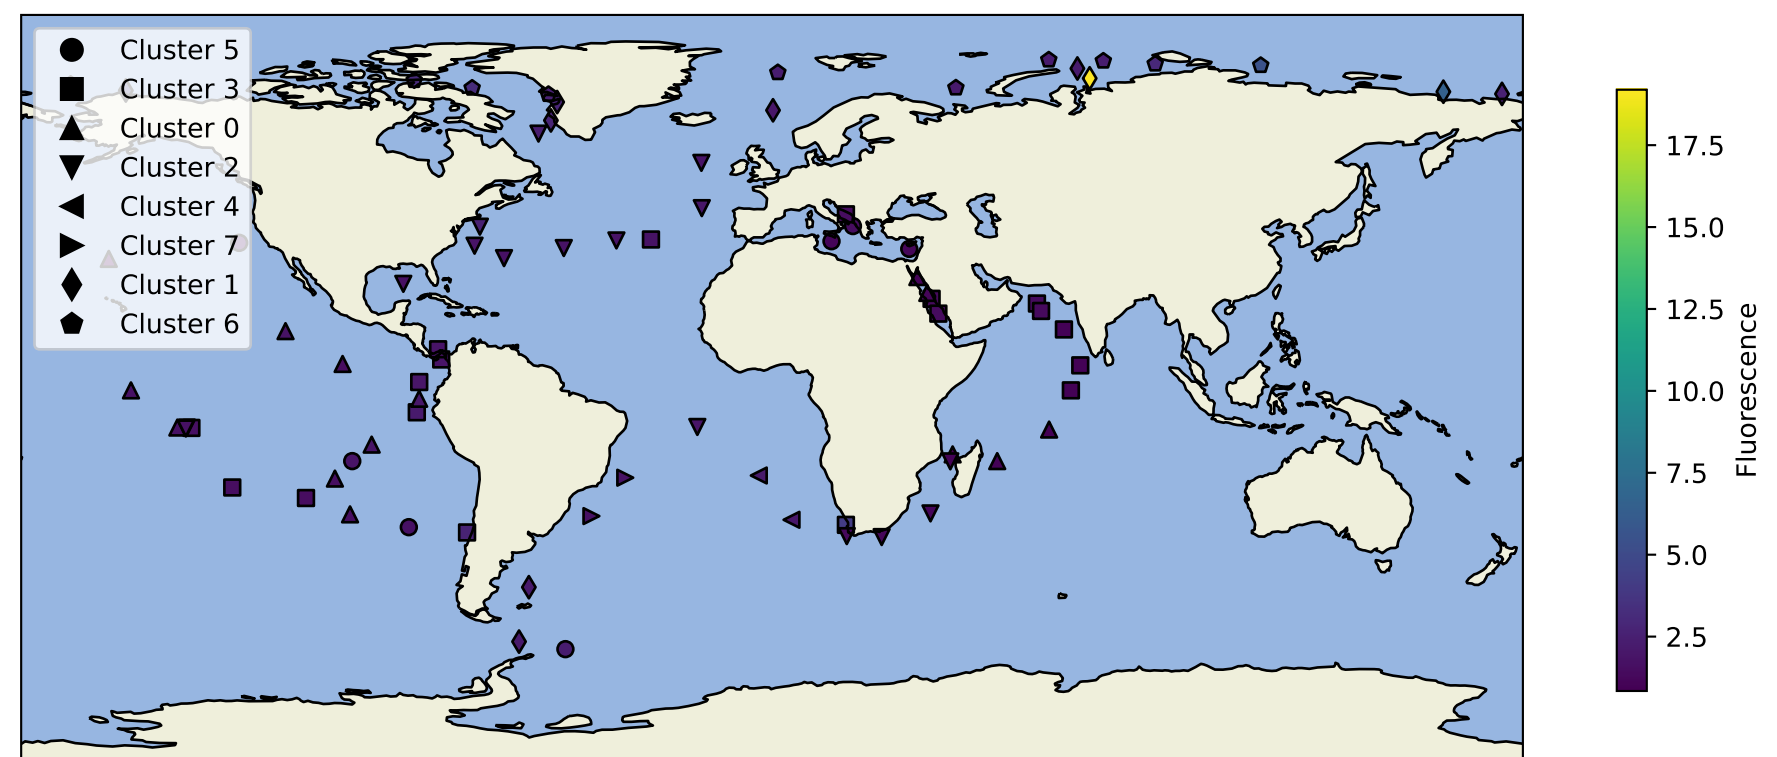 Cluster 5
Cluster 3
Cluster 0
Cluster 2
Cluster 4
Cluster 7
Cluster 1
Cluster 6
17.5
15.0
12.5
10.0
7.5
5.0
2.5
Fluorescence